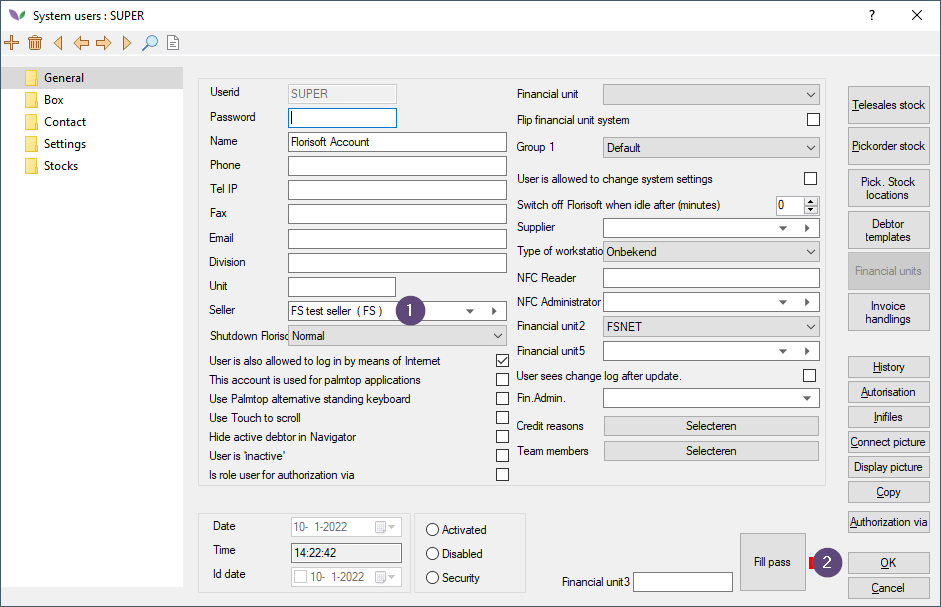 System users : SUPER
?
General
Box
Contact
Settings
Stocks
Userid
SUPER
Password
Name
Florisoft Account
Phone
Tel IP
Fax
Email
Division
Unit
Seller
FS test seller ( FS )
1
Shutdown Floriso
Normal
User is also allowed to log in by means of Internet
This account is used for palmtop applications
Use Palmtop alternative standing keyboard
Use Touch to scroll
Hide active debtor in Navigator
User is 'inactive'
Is role user for authorization via
Financial unit
Flip financial unit system
Group 1
Default
User is allowed to change system settings
Switch off Florisoft when idle after (minutes)
0
Supplier
Type of workstatio
Onbekend
NFC Reader
NFC Administrator
Financial unit2
FSNET
Financial unit5
User sees change log after update.
Fin.Admin.
Credit reasons
Selecteren
Team members
Selecteren
Telesales stock
Pickorder stock
Pick. Stock
locations
Debtor
templates
Financial units
Invoice
handlings
History
Autorisation
Inifiles
Connect picture
Display picture
Copy
Authorization via
OK
Cancel
Date
10- 1-2022
Time
14:22:42
Id date
10- 1-2022
Activated
Disabled
Security
Financial unit3
Fill pass
2